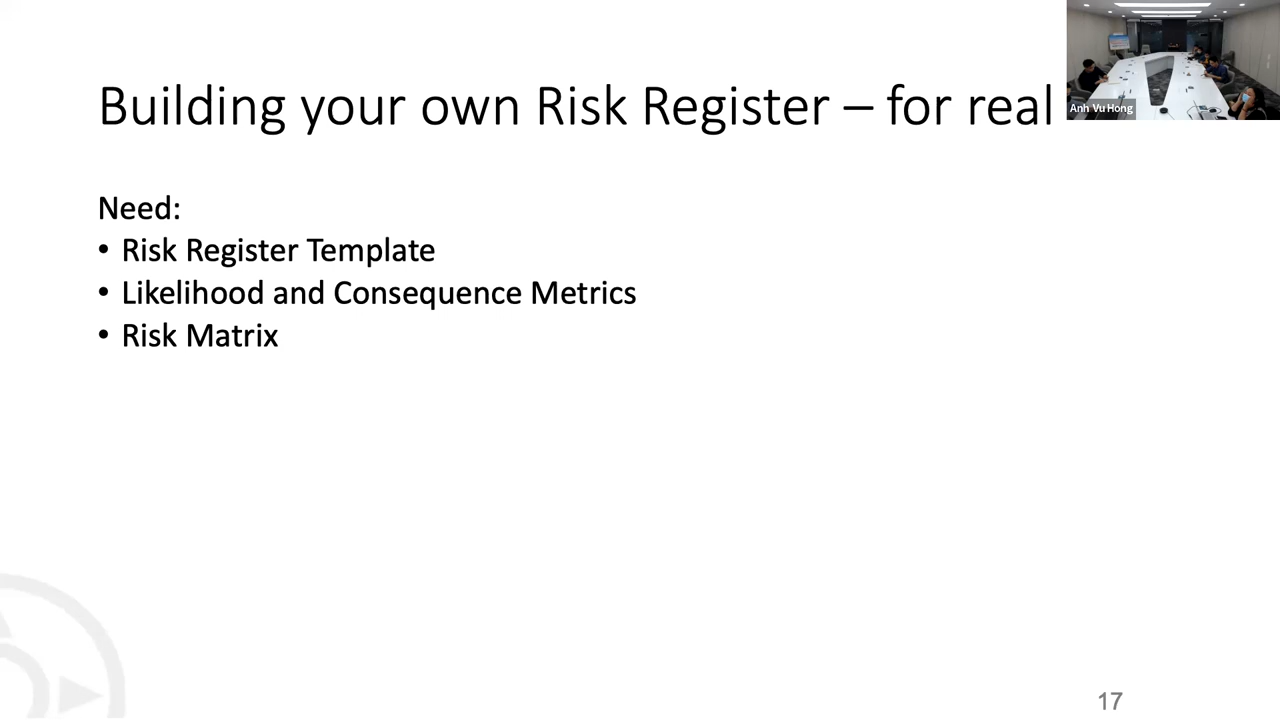 Building your own Risk Register – for real
Anh Vu Hong
Need:
• Risk Register Template
• Likelihood and Consequence Metrics
• Risk Matrix
17